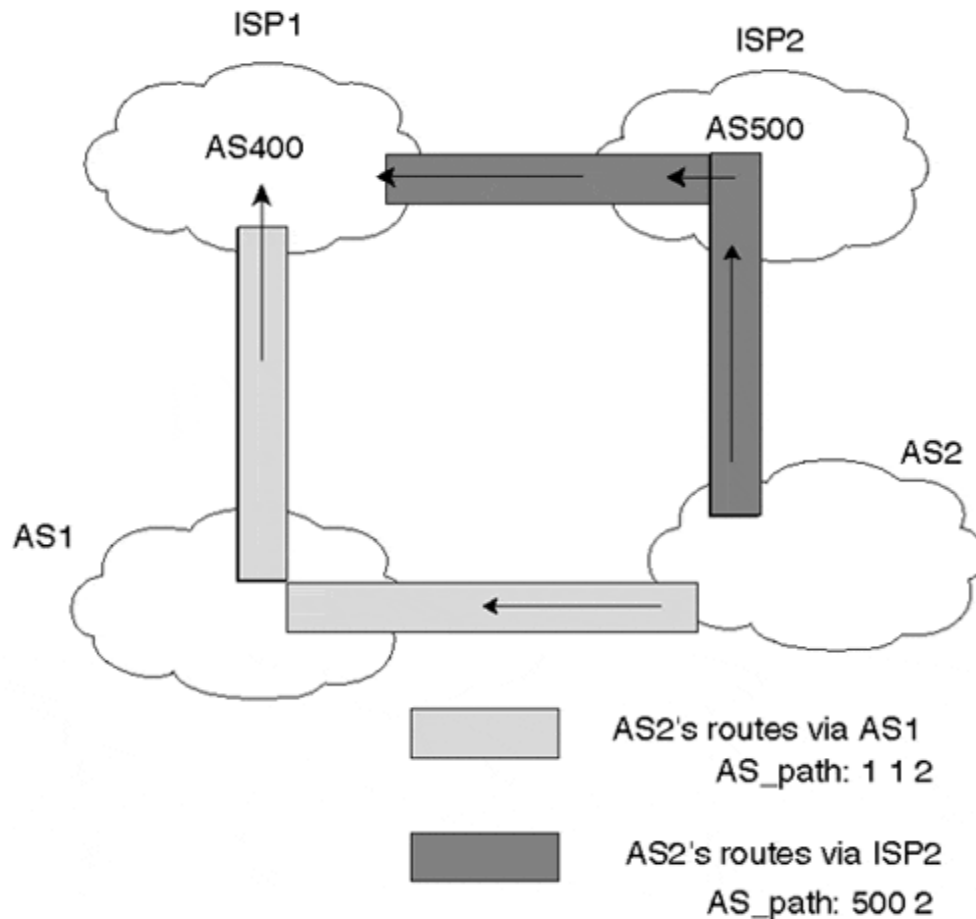 ISP1
ISP2
AS400
AS500
AS2
AS1
AS2's routes via AS1
AS_path: 1 1 2
AS2's routes via ISP2
AS_path: 500 2